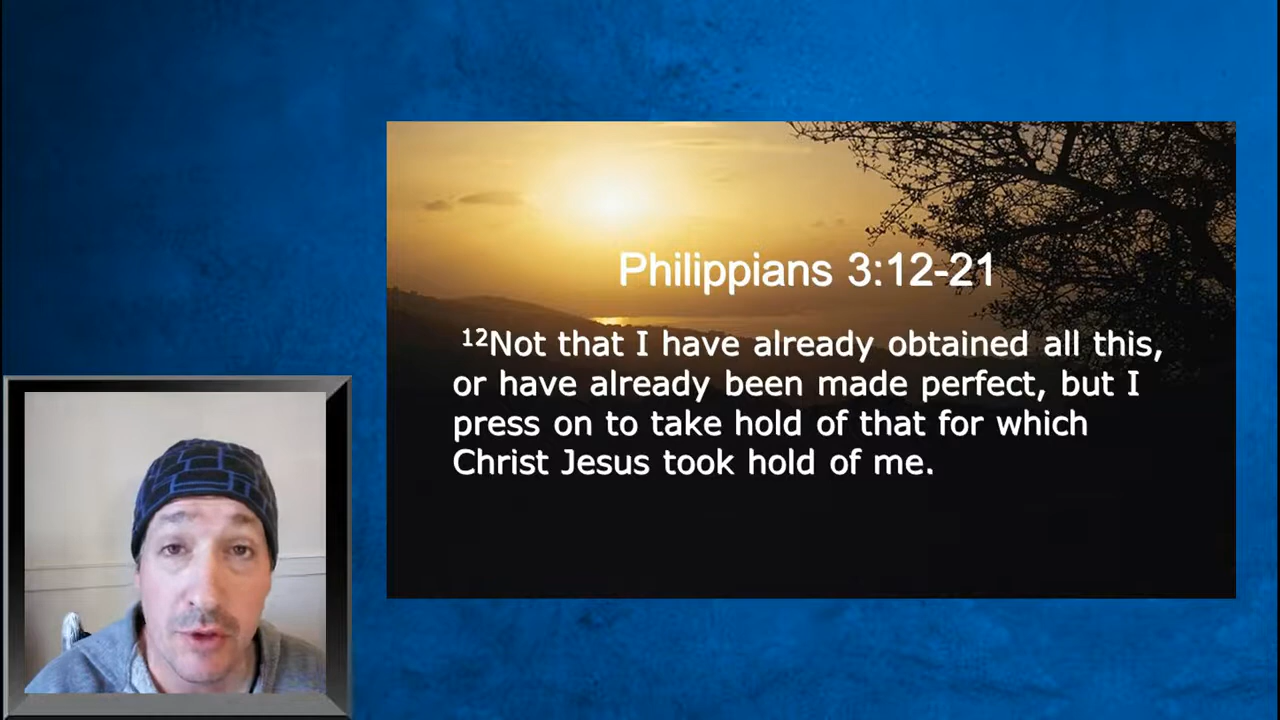 Philippians 3:12-21
¹²Not that I have already obtained all this,
or have already been made perfect, but I
press on to take hold of that for which
Christ Jesus took hold of me.